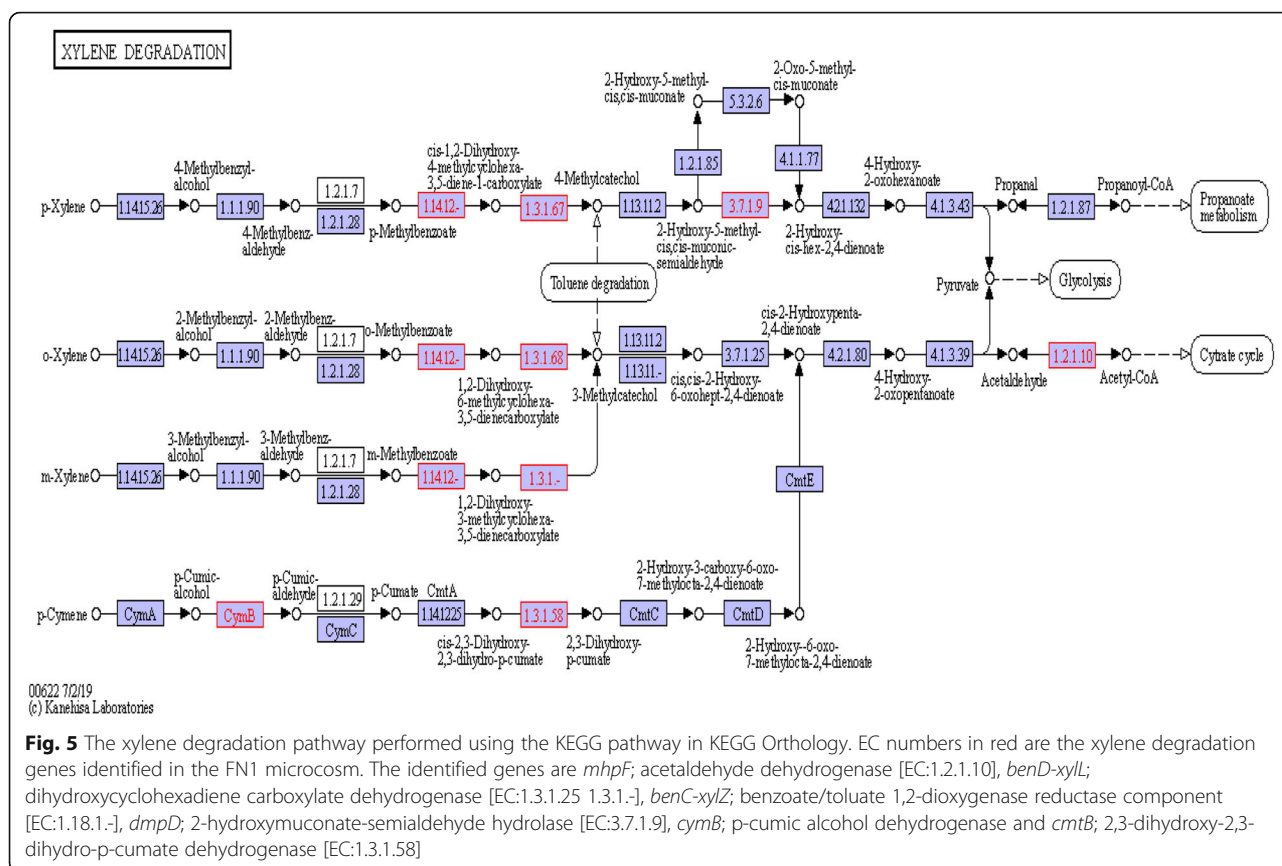 XYLENE DEGRADATION
2-Hydroxy-5-methyl-
cis,cis-muconate
2-Oxo-5-methyl-
cis-muconate
5.3.2.6
4-Methylbenzyl-
alcohol
cis-1,2-Dihydroxy-
4-methylcyclohexa-
3,5-diene-1-carboxylate
4-Methylcatechol
1.2.1.85
4.1.1.77
4-Hydroxy-
2-oxohexanoate
Propanal
Propanoyl-CoA
p-Xylene
1.14.15.26
1.1.1.90
1.2.1.7
1.2.1.28
1.14.12.-
1.3.1.67
1.13.11.2
3.7.1.9
4.2.1.132
4.1.3.43
1.2.1.87
Propanoate
metabolism
4-Methylbenz-
aldehyde
p-Methylbenzoate
2-Hydroxy-5-methyl-
cis,cis-muconic-
semialdehyde
2-Hydroxy-
cis-hex-2,4-dienoate
Toluene degradation
Pyruvate
Glycolysis
2-Methylbenzyl-
alcohol
2-Methylbenz-
aldehyde
o-Methylbenzoate
cis-2-Hydroxypenta-
2,4-dienoate
o-Xylene
1.14.15.26
1.1.1.90
1.2.1.7
1.2.1.28
1.14.12.-
1.3.1.68
1.13.11.2
1.13.11.-
3.7.1.25
4.2.1.80
4.1.3.39
1.2.1.10
Cytrate cycle
1,2-Dihydroxy-
6-methylcyclohexa-
3,5-dienecarboxylate
3-Methylcatechol
cis,cis-2-Hydroxy-
6-oxohept-2,4-dienoate
4-Hydroxy-
2-oxopentanoate
Acetaldehyde
Acetyl-CoA
3-Methylbenzyl-
alcohol
3-Methylbenz-
aldehyde
m-Methylbenzoate
m-Xylene
1.14.15.26
1.1.1.90
1.2.1.7
1.2.1.28
1.14.12.-
1.3.1.-
CmtE
1,2-Dihydroxy-
3-methylcyclohexa-
3,5-dienecarboxylate
p-Cumic-
alcohol
p-Cumic-
aldehyde
p-Cumate
CmtA
2-Hydroxy-3-carboxy-6-oxo-
7-methylocta-2,4-dienoate
p-Cymene
CymA
CymB
1.2.1.29
CymC
1.14.12.25
1.3.1.58
CmtC
CmtD
cis-2,3-Dihydroxy-
2,3-dihydro-p-cumate
2,3-Dihydroxy-
p-cumate
2-Hydroxy--6-oxo-
7-methylocta-2,4-dienoate
00622 7/2/19
(c) Kanehisa Laboratories
Fig. 5 The xylene degradation pathway performed using the KEGG pathway in KEGG Orthology. EC numbers in red are the xylene degradation
genes identified in the FN1 microcosm. The identified genes are mhpF; acetaldehyde dehydrogenase [EC:1.2.1.10], benD-xylL;
dihydroxycyclohexadiene carboxylate dehydrogenase [EC:1.3.1.25 1.3.1.-], benC-xylZ; benzoate/toluate 1,2-dioxygenase reductase component
[EC:1.18.1.-], dmpD; 2-hydroxymuconate-semialdehyde hydrolase [EC:3.7.1.9], cymB; p-cumic alcohol dehydrogenase and cmtB; 2,3-dihydroxy-2,3-
dihydro-p-cumate dehydrogenase [EC:1.3.1.58]